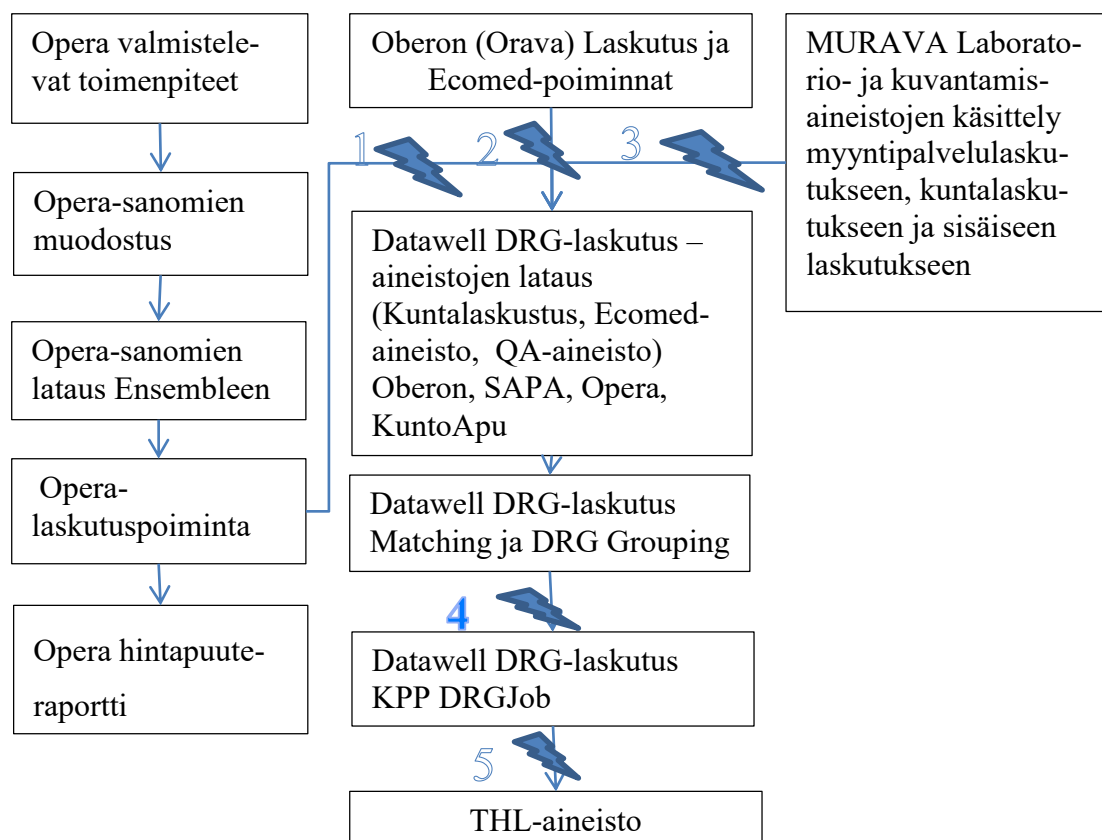 Opera valmistele-
vat toimenpiteet
Opera-sanomien
muodostus
Opera-sanomien
lataus Ensembleen
Opera-
laskutuspoiminta
Opera hintapuute-
raportti
Oberon (Orava) Laskutus ja
Ecomed-poiminnat
1
2
3
Datawell DRG-laskutus –
aineistojen lataus
(Kuntalaskustus, Ecomed-
aineisto, QA-aineisto)
Oberon, SAPA, Opera,
KuntoApu
Datawell DRG-laskutus
Matching ja DRG Grouping
4
Datawell DRG-laskutus
KPP DRGJob
5
THL-aineisto
MURAVA Laborato-
rio- ja kuvantamis-
aineistojen käsittely
myyntipalvelulasku-
tukseen, kuntalasku-
tukseen ja sisäiseen
laskutukseen